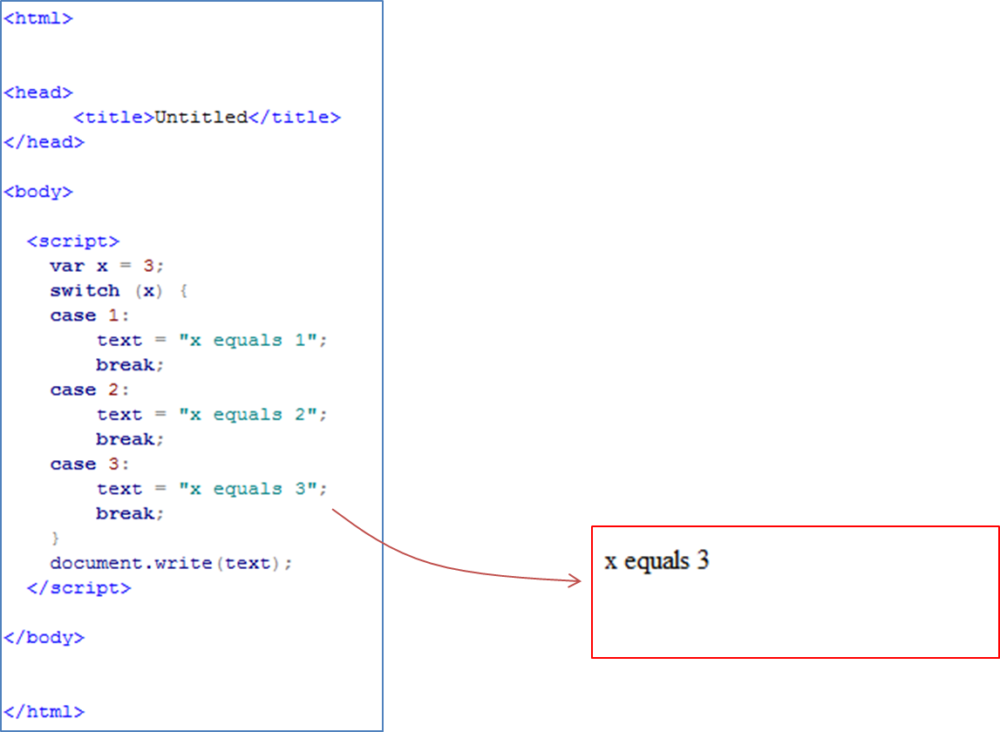 <html>
<head>
<title>Untitled</title>
</head>
<body>
<script>
var x = 3;
switch (x) {
case 1:
text = "x equals 1";
break;
case 2:
text = "x equals 2";
break;
case 3:
text = "x equals 3";
break;
}
document.write(text);
</script>
</body>
</html>
x equals 3